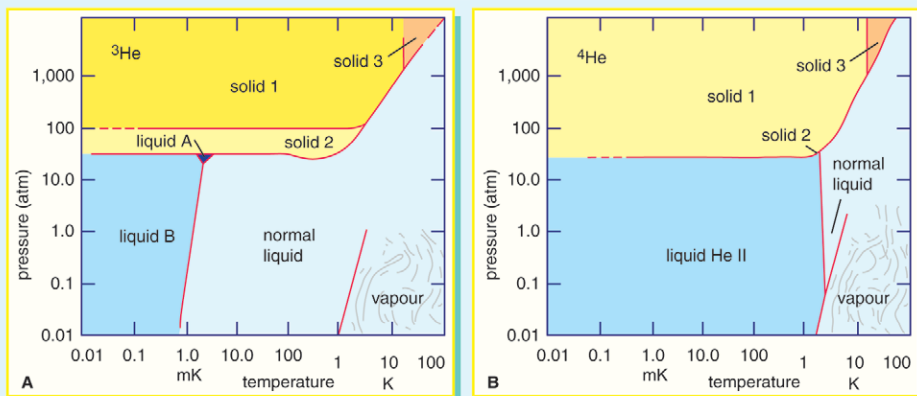 ³He
solid 3
1,000
solid 1
100
liquid A
solid 2
10.0
pressure (atm)
1.0
liquid B
normal
liquid
0.1
vapour
0.01
0.01 0.1 1.0 10.0 100 1 10 100
mK temperature K
A
⁴He
solid 3
1,000
solid 1
100
solid 2
10.0
normal
liquid
pressure (atm)
1.0
liquid He II
0.1
vapour
0.01
0.01 0.1 1.0 10.0 100 1 10 100
mK temperature K
B